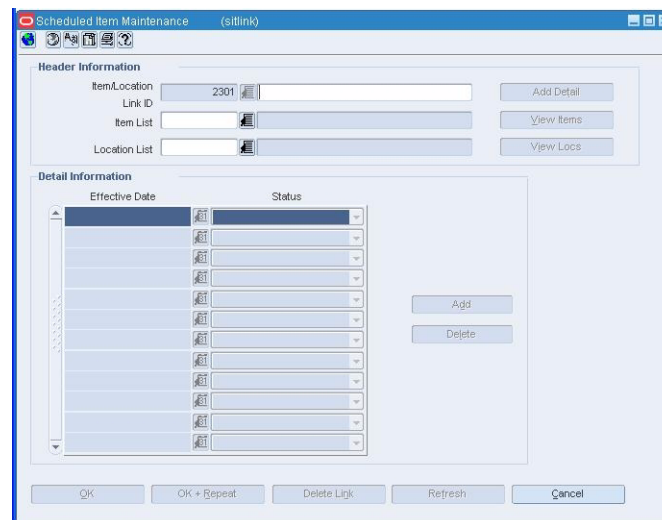 Scheduled Item Maintenance (sitlink)
Header Information
Item/Location Link ID 2301 Add Detail
Item List View Items
Location List View Locs
Detail Information
Effective Date Status
Add
Delete
OK OK + Repeat Delete Link Refresh Cancel